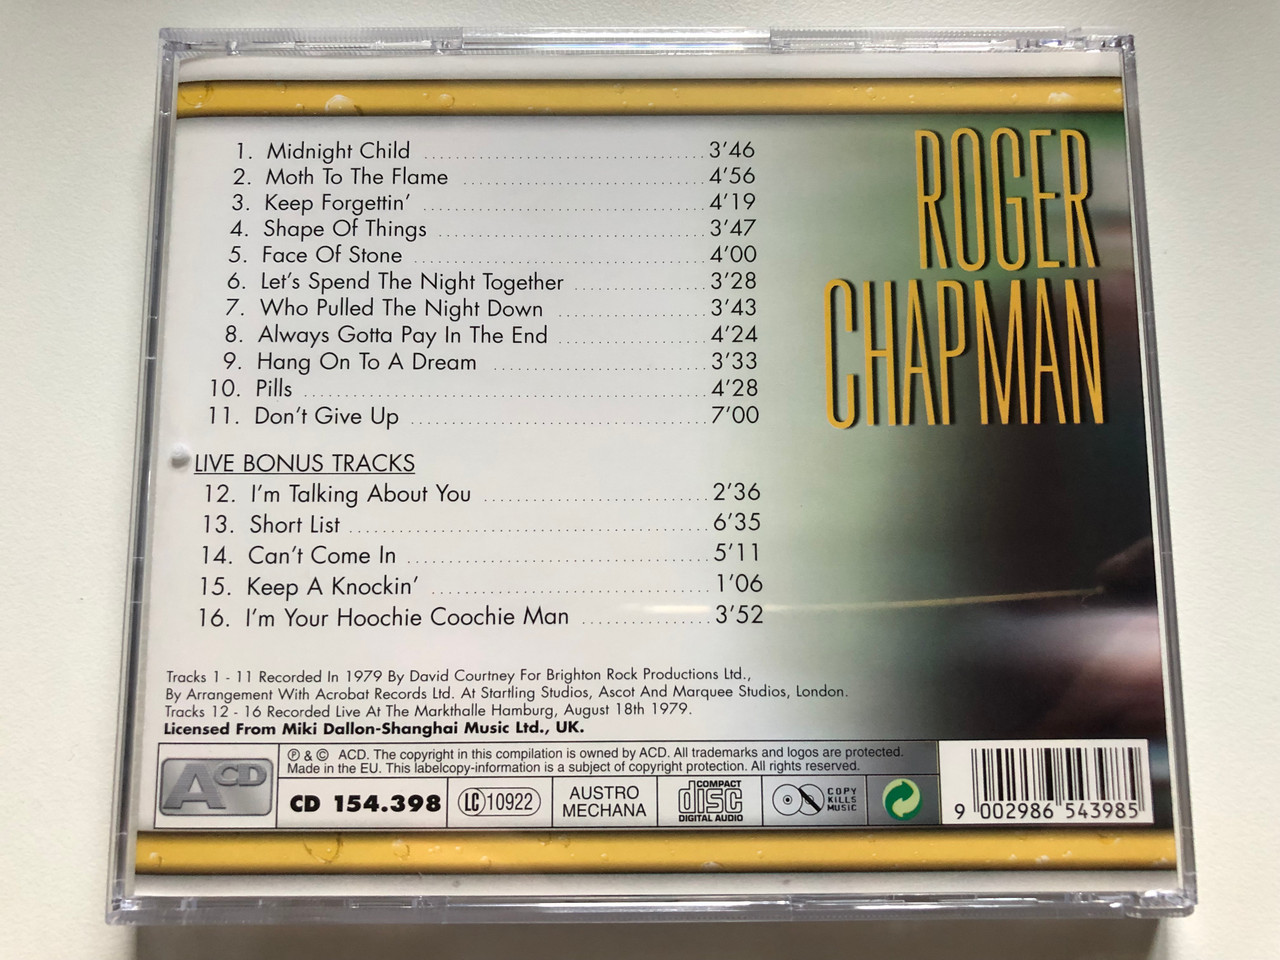 1. Midnight Child 3'46
2. Moth To The Flame 4'56
3. Keep Forgettin' 4'19
4. Shape Of Things 3'47
5. Face Of Stone 4'00
6. Let's Spend The Night Together 3'28
7. Who Pulled The Night Down 3'43
8. Always Gotta Pay In The End 4'24
9. Hang On To A Dream 3'33
10. Pills 4'28
11. Don't Give Up 7'00
ROGER
CHAPMAN
LIVE BONUS TRACKS
12. I'm Talking About You 2'36
13. Short List 6'35
14. Can't Come In 5'11
15. Keep A Knockin' 1'06
16. I'm Your Hoochie Coochie Man 3'52
Tracks 1 - 11 Recorded In 1979 By David Courtney For Brighton Rock Productions Ltd.,
By Arrangement With Acrobat Records Ltd. At Startling Studios, Ascot And Marquee Studios, London.
Tracks 12 - 16 Recorded Live At The Markthalle Hamburg, August 18th 1979.
Licensed From Miki Dallon-Shanghai Music Ltd., UK.
ACD
℗ & © ACD. The copyright in this compilation is owned by ACD. All trademarks and logos are protected.
Made in the EU. This labelcopy-information is a subject of copyright protection. All rights reserved.
CD 154.398
LC 10922
AUSTRO
MECHANA
COMPACT
disc
DIGITAL AUDIO
COPY
KILLS
MUSIC
9 002986 543985